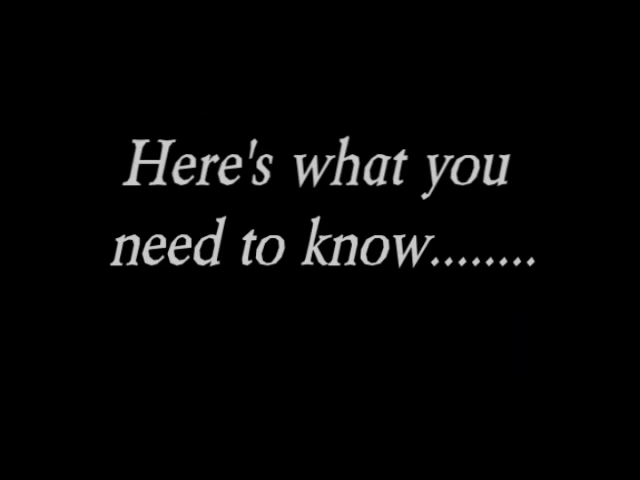 Here's what you
need to know........